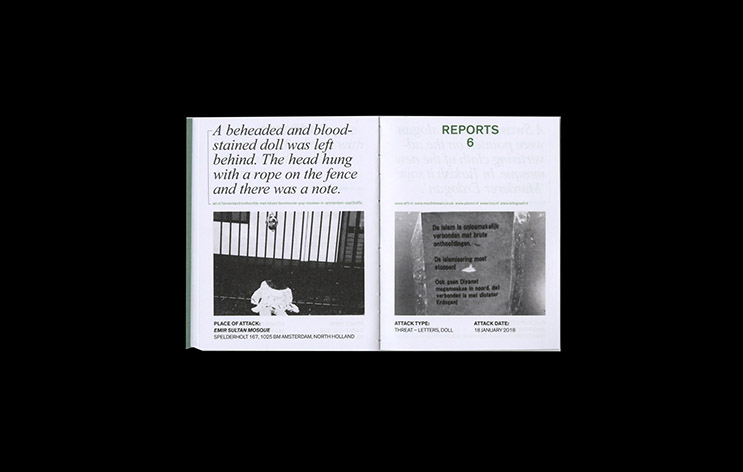 A beheaded and blood-
stained doll was left
behind. The head hung
with a rope on the fence
and there was a note.
PLACE OF ATTACK:
EMIR SULTAN MOSQUE
SPELDERHOLT 167, 1025 BM AMSTERDAM, NORTH HOLLAND
REPORTS
6
De islam is onlosmakelijk
verbonden met brute
onthoofdingen.
De islamisering moet
stoppen!
Ook geen Diyanet
megamoskee in noord, dat
verbonden is met dictator
Erdogan!
ATTACK TYPE:
THREAT – LETTERS, DOLL
ATTACK DATE:
18 JANUARY 2018